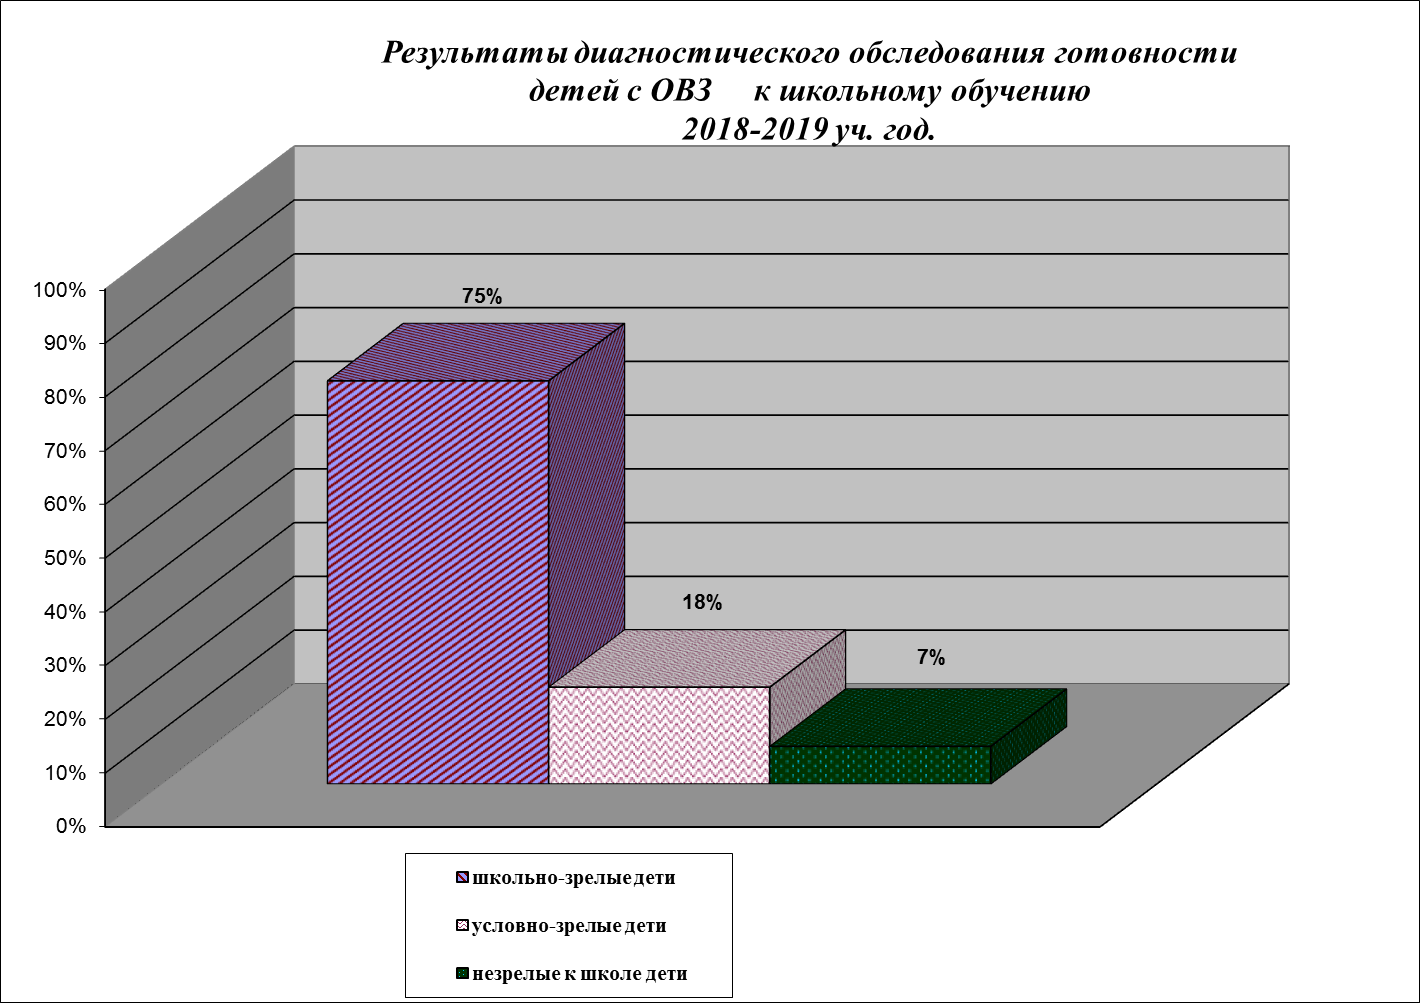 Результаты диагностического обследования готовности
детей с ОВЗ к школьному обучению
2018-2019 уч. год.
100%
90%
80%
70%
60%
50%
40%
30%
20%
10%
0%
75%
18%
7%
школьно-зрелые дети
условно-зрелые дети
незрелые к школе дети